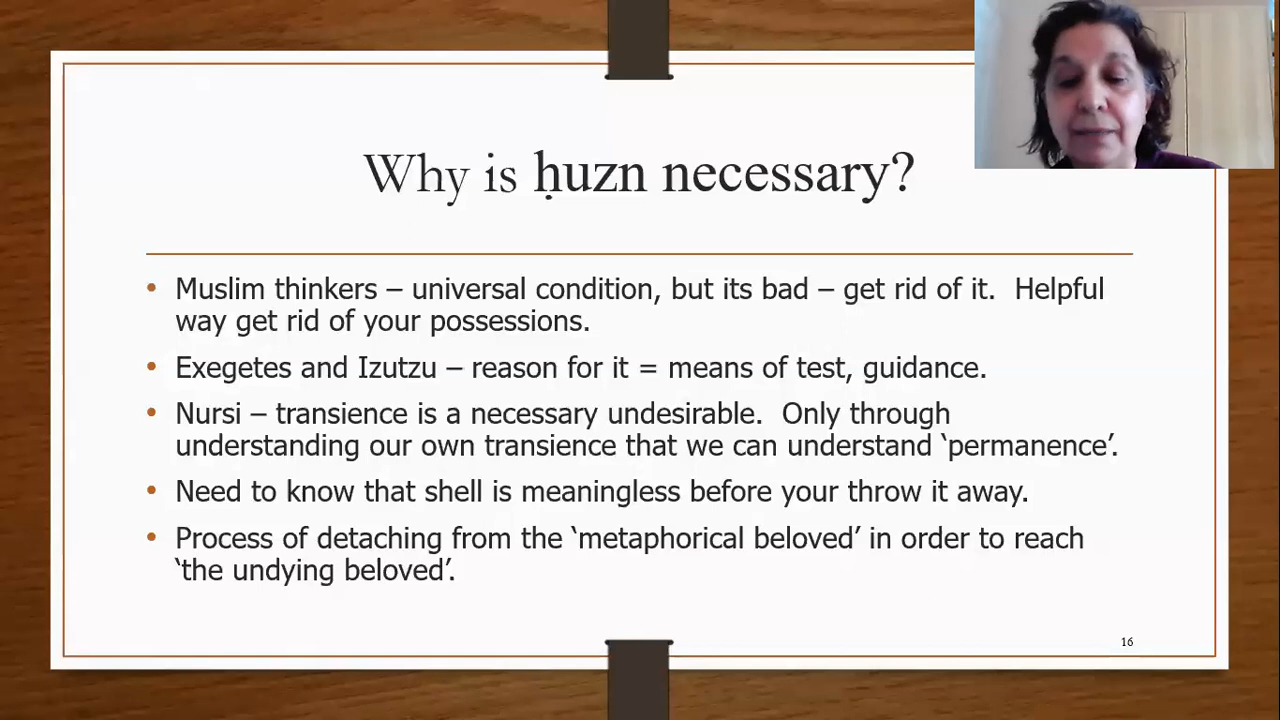 Why is ḥuzn necessary?
• Muslim thinkers – universal condition, but its bad – get rid of it.  Helpful
way get rid of your possessions.
• Exegetes and Izutzu – reason for it = means of test, guidance.
• Nursi – transience is a necessary undesirable.  Only through
understanding our own transience that we can understand ‘permanence’.
• Need to know that shell is meaningless before your throw it away.
• Process of detaching from the ‘metaphorical beloved’ in order to reach
‘the undying beloved’.
16